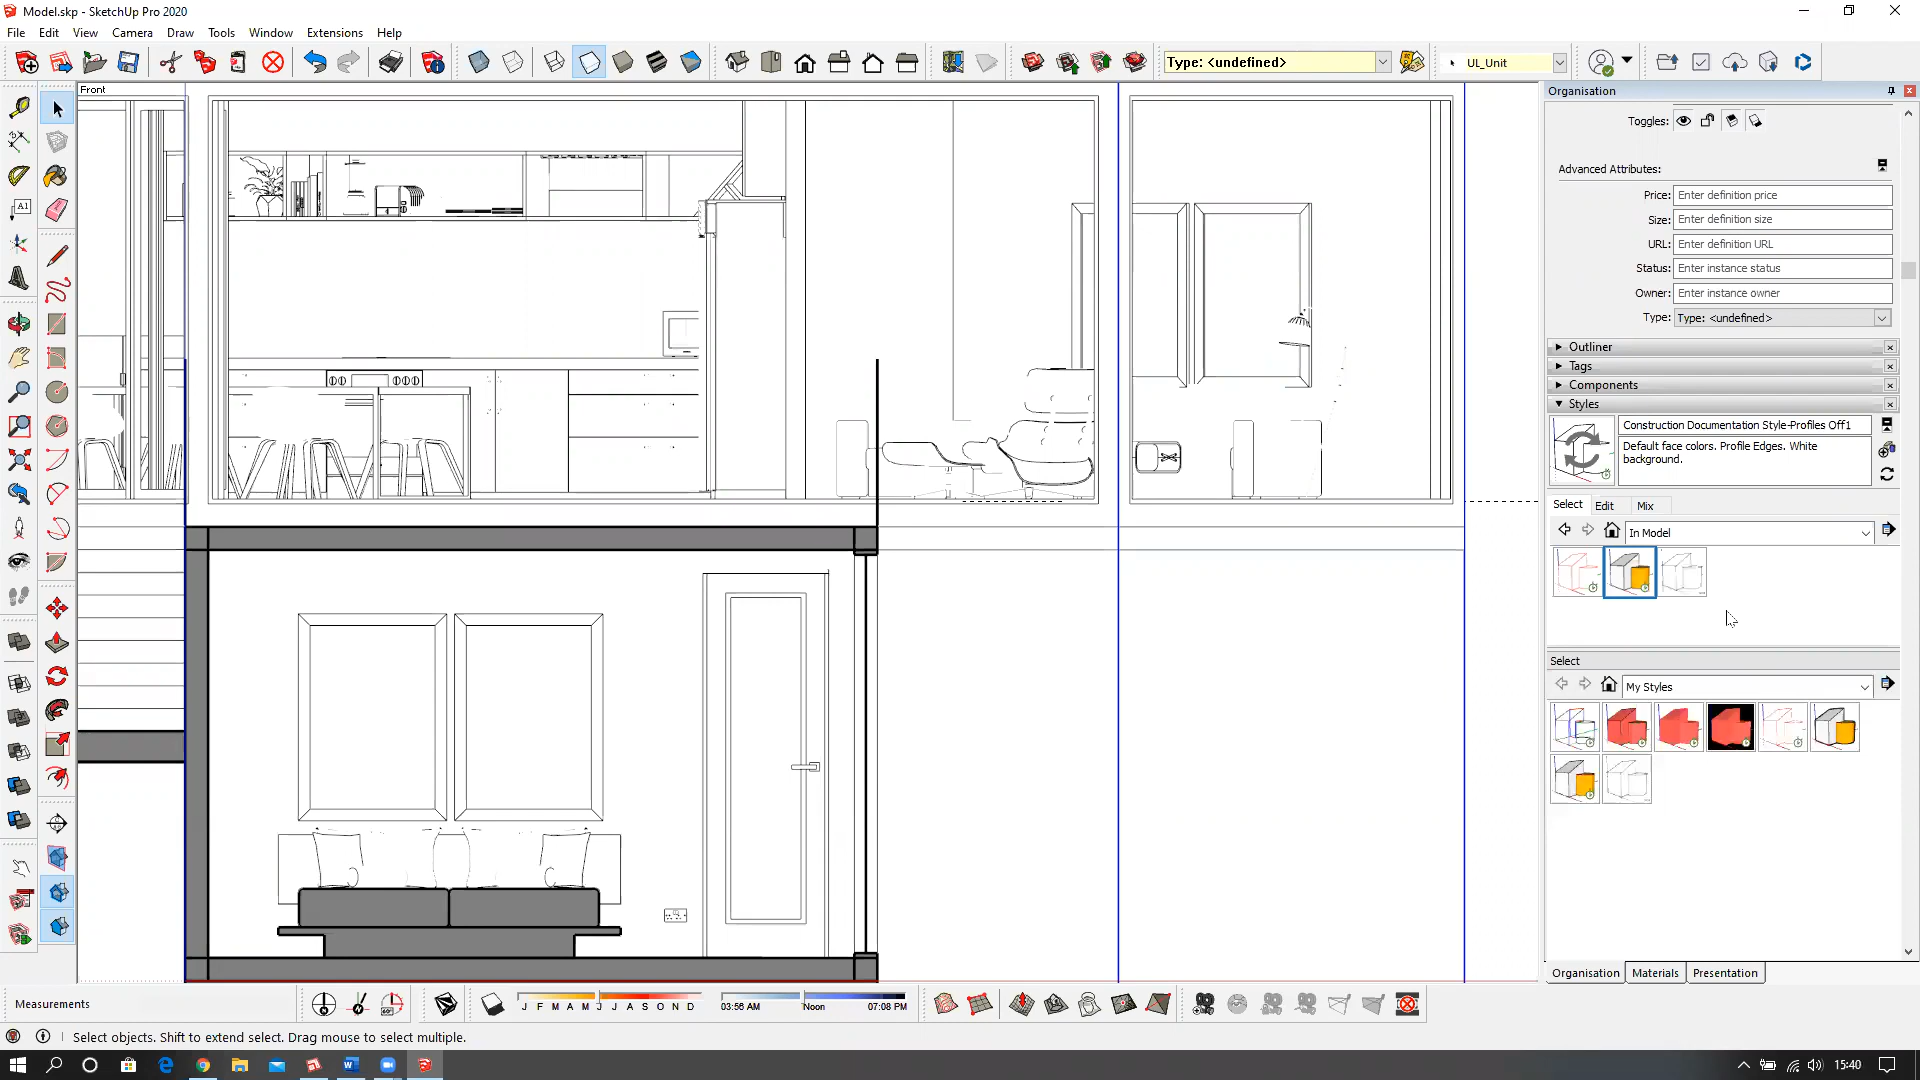 Model.skp - SketchUp Pro 2020
File Edit View Camera Draw Tools Window Extensions Help
Type: <undefined>
UL_Unit
Front
A1
Organisation
Toggles:
Advanced Attributes:
Price: Enter definition price
Size: Enter definition size
URL: Enter definition URL
Status: Enter instance status
Owner: Enter instance owner
Type: Type: <undefined>
Outliner
Tags
Components
Styles
Construction Documentation Style-Profiles Off1
Default face colors. Profile Edges. White
background.
Select Edit Mix
In Model
Select
My Styles
Organisation Materials Presentation
Measurements
J F M A M J J A S O N D
03:56 AM Noon 07:08 PM
Select objects. Shift to extend select. Drag mouse to select multiple.
15:40